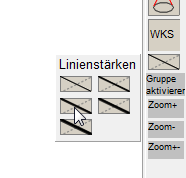 WKS
Linienstärken
Gruppe
aktivieren
Zoom+
Zoom-
Zoom+-